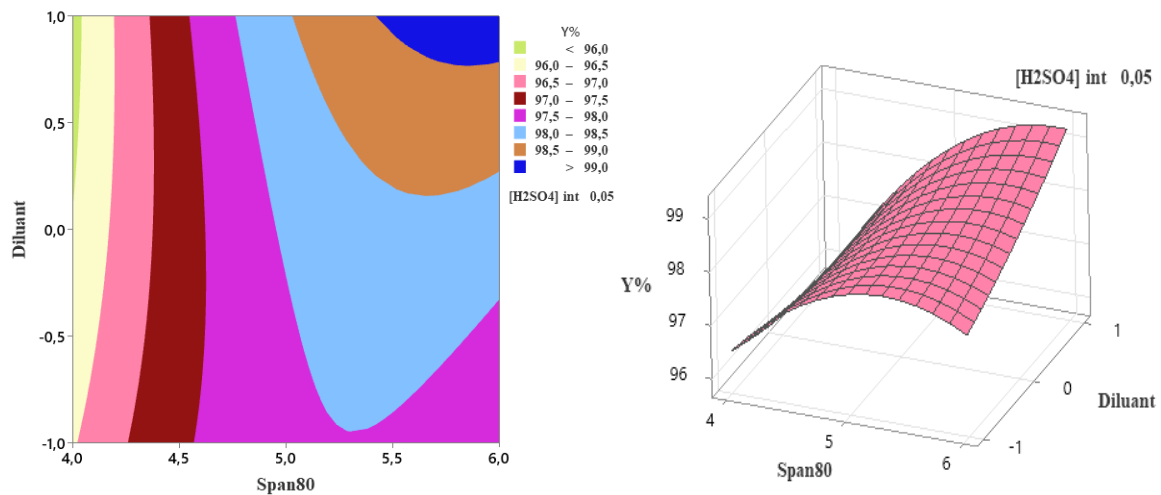 1,0
0,5
0,0
-0,5
-1,0
Diluant
4,0 4,5 5,0 5,5 6,0
Span80
Y%
< 96,0
96,0 – 96,5
96,5 – 97,0
97,0 – 97,5
97,5 – 98,0
98,0 – 98,5
98,5 – 99,0
> 99,0
[H2SO4] int 0,05
[H2SO4] int 0,05
99
98
97
96
Y%
4
5
6
Span80
1
0
-1
Diluant